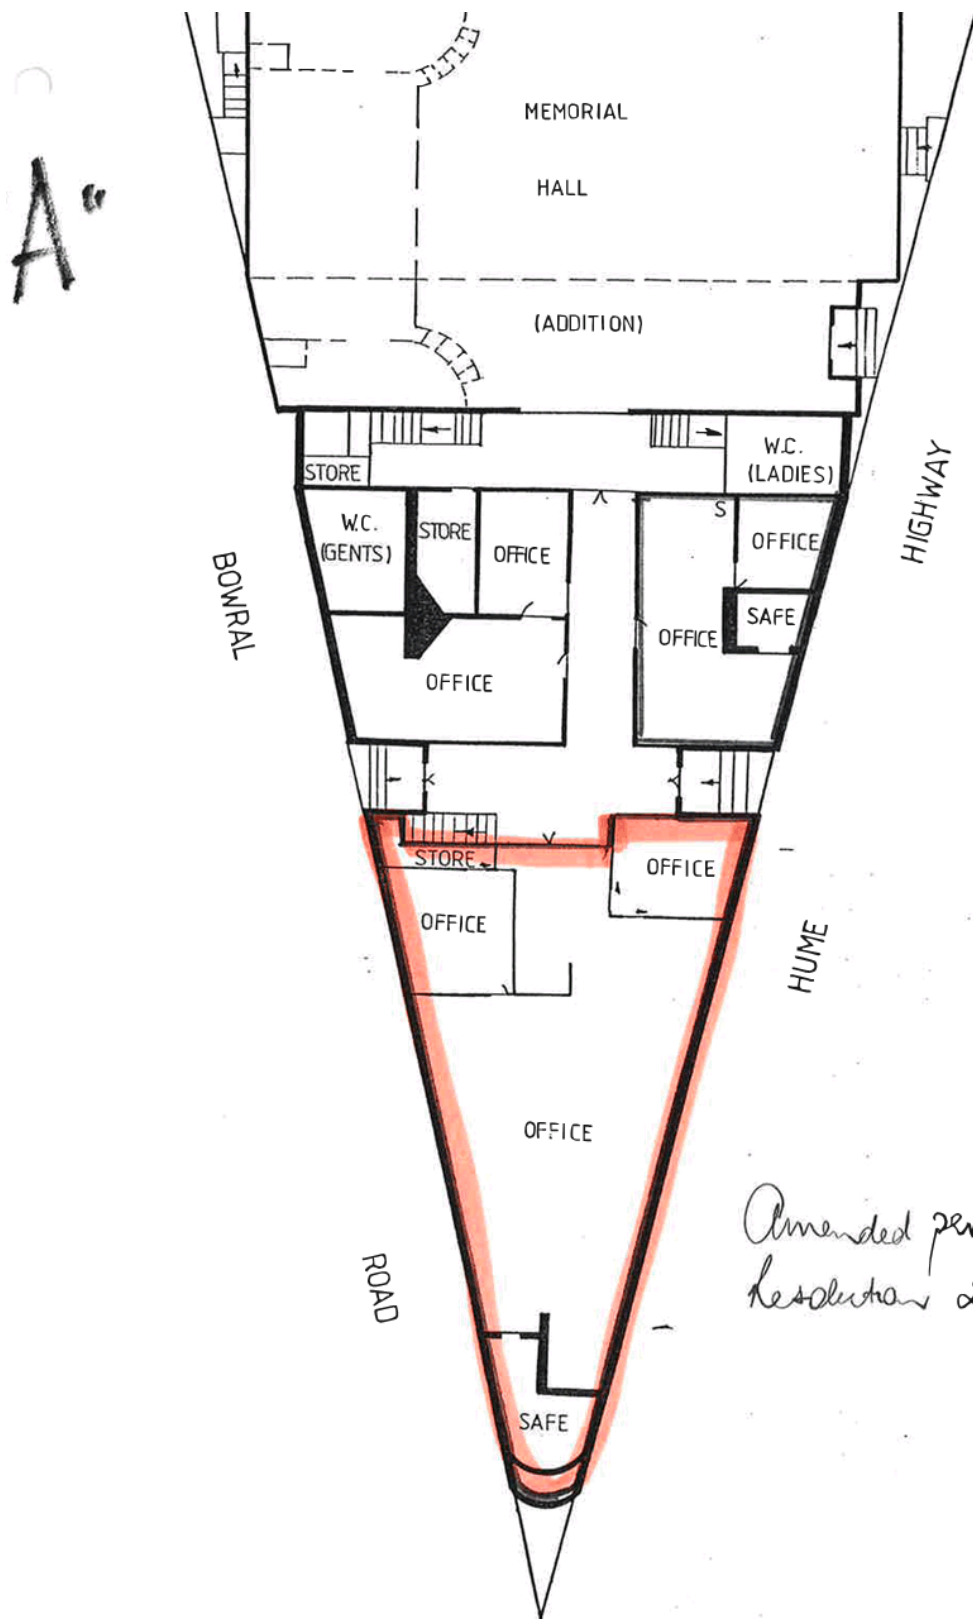 A"
MEMORIAL
HALL
(ADDITION)
STORE
W.C.
(LADIES)
HIGHWAY
W.C.
(GENTS)
STORE
OFFICE
S
OFFICE
SAFE
OFFICE
BOWRAL
OFFICE
STORE
OFFICE
OFFICE
HUME
OFFICE
ROAD
Amended per
Resolution
SAFE